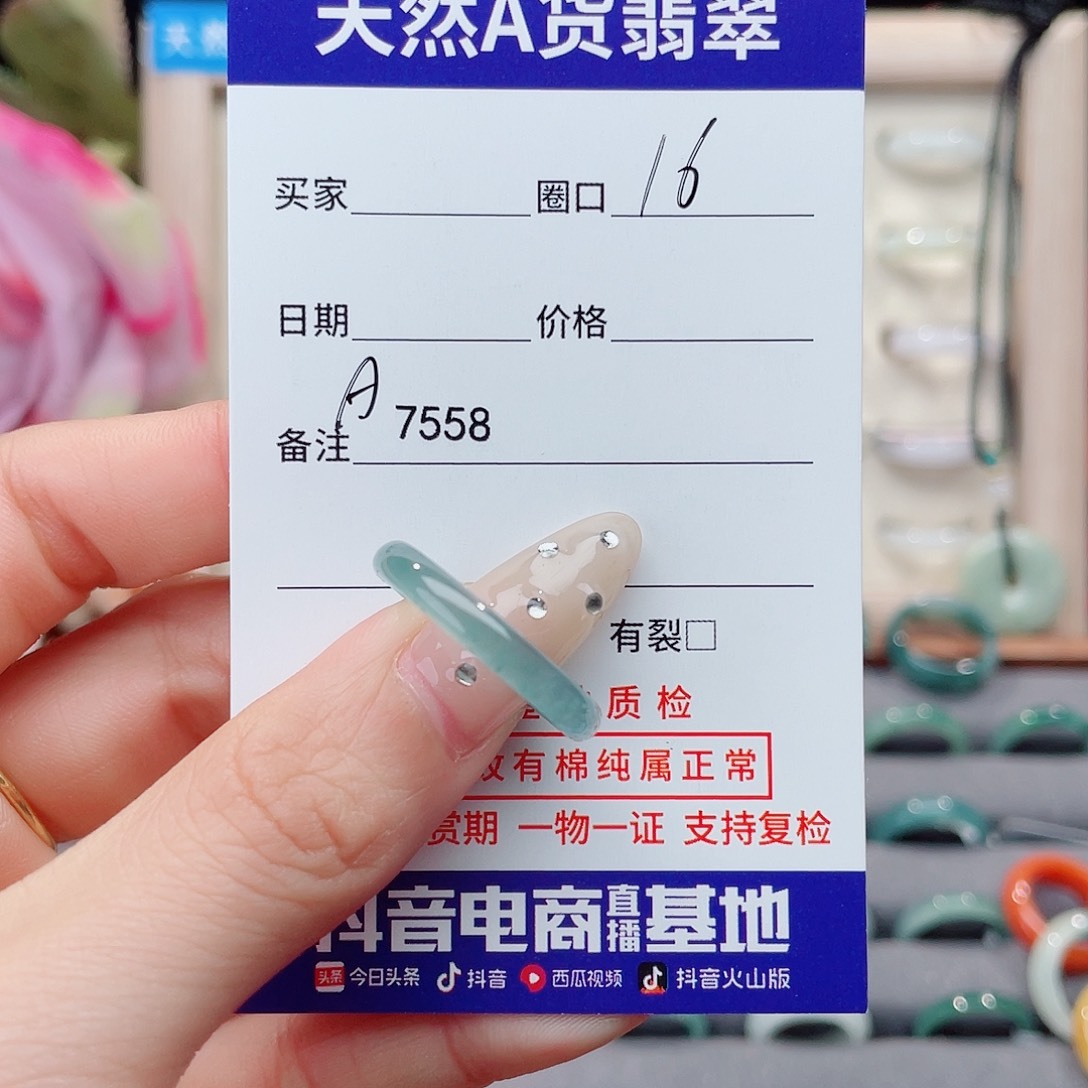 天然A货翡翠
买家 圈口 16
日期 价格
A 7558
备注
有裂□
质检
有棉纯属正常
赏期 一物一证 支持复检
抖音电商直播基地
头条 今日头条 抖音 西瓜视频 抖音火山版